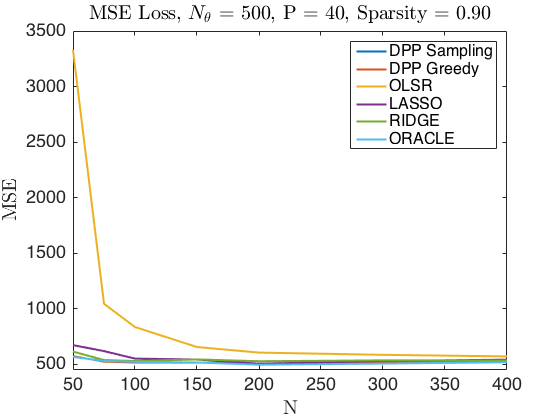 MSE Loss, N_θ = 500, P = 40, Sparsity = 0.90
3500
3000
2500
2000
1500
1000
500
MSE
DPP Sampling
DPP Greedy
OLSR
LASSO
RIDGE
ORACLE
50 100 150 200 250 300 350 400
N